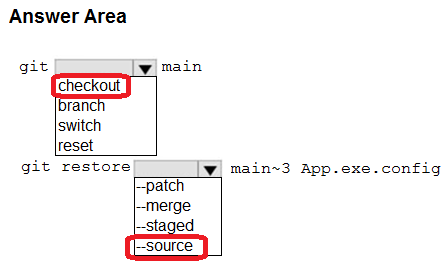 Answer Area
git main
checkout
branch
switch
reset
git restore main~3 App.exe.config
--patch
--merge
--staged
--source